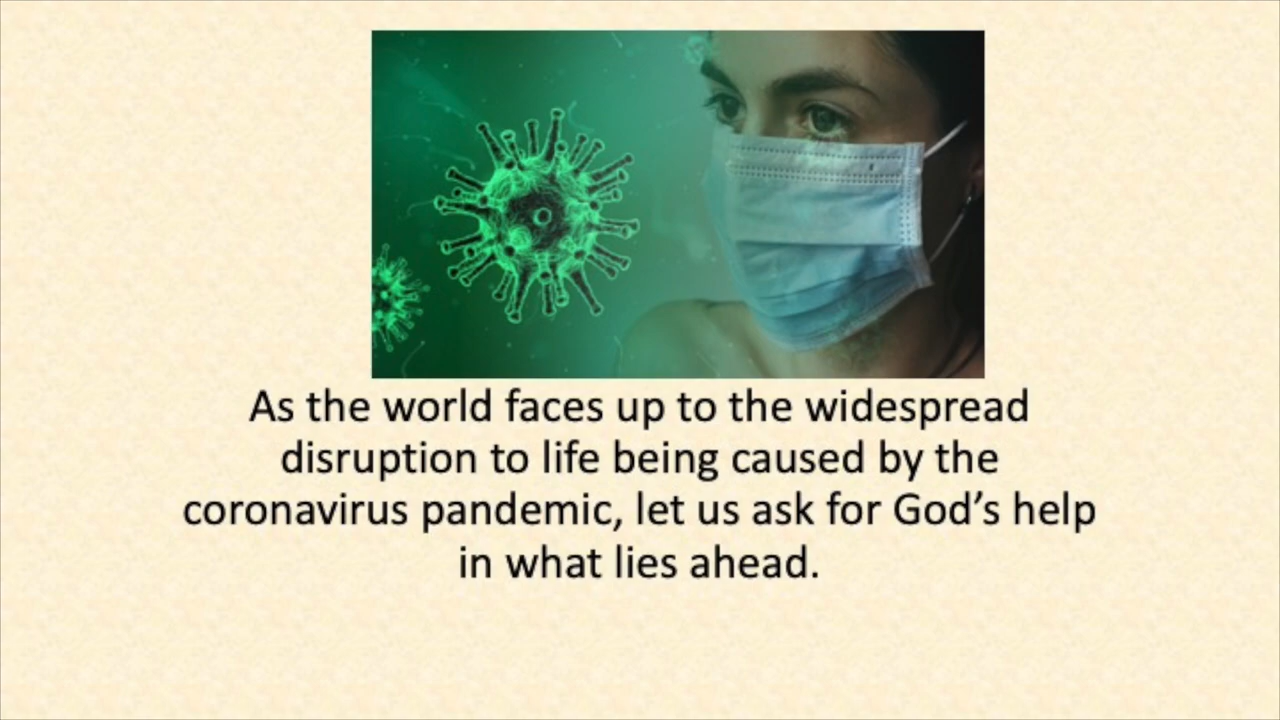 As the world faces up to the widespread
disruption to life being caused by the
coronavirus pandemic, let us ask for God’s help
in what lies ahead.